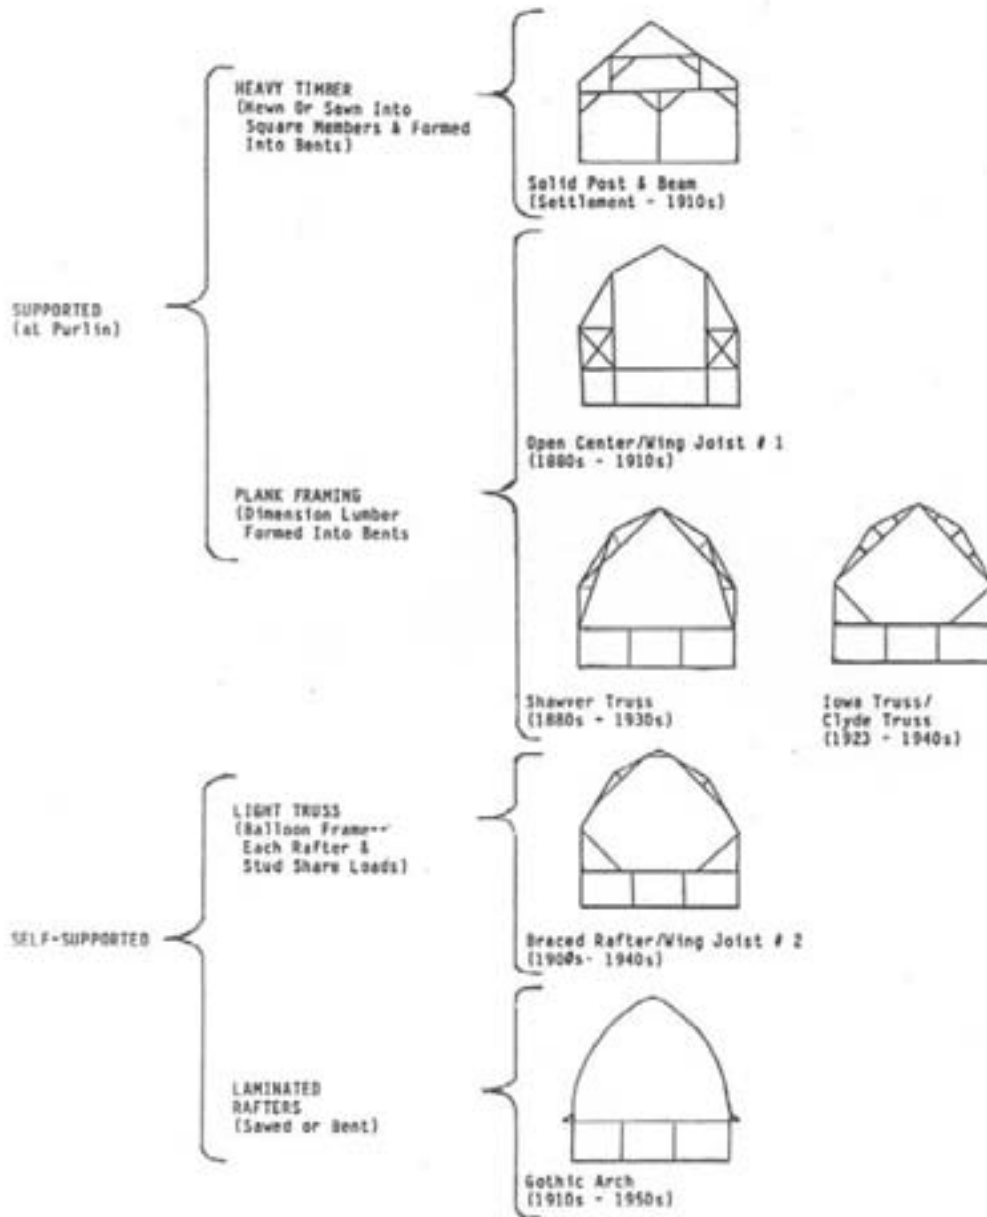 HEAVY TIMBER
(Hewn Or Sawn Into
Square Members & Formed
Into Bents)
Solid Post & Beam
(Settlement - 1910s)
SUPPORTED
(at Purlin)
Open Center/Wing Joist # 1
(1880s - 1910s)
PLANK FRAMING
(Dimension Lumber
Formed Into Bents
Shawver Truss
(1880s - 1930s)
Iowa Truss/
Clyde Truss
(1923 - 1940s)
LIGHT TRUSS
(Balloon Frame--
Each Rafter &
Stud Share Loads)
SELF-SUPPORTED
Braced Rafter/Wing Joist # 2
(1900s- 1940s)
LAMINATED
RAFTERS
(Sawed or Bent)
Gothic Arch
(1910s - 1950s)